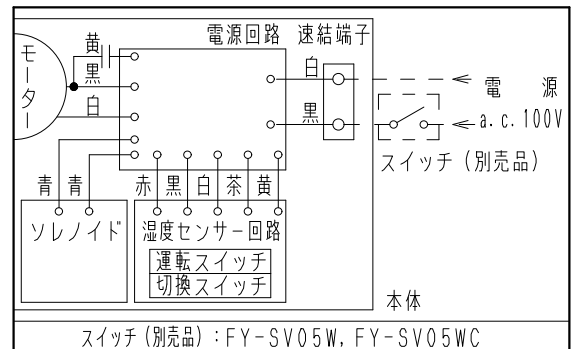 電源回路 速結端子
黄
黒
白
モーター
白
黒
電 源
a.c.100V
スイッチ(別売品)
青 青 赤 黒 白 茶 黄
ソレノイド
湿度センサー回路
運転スイッチ
切換スイッチ
本体
スイッチ(別売品):FY-SV05W,FY-SV05WC